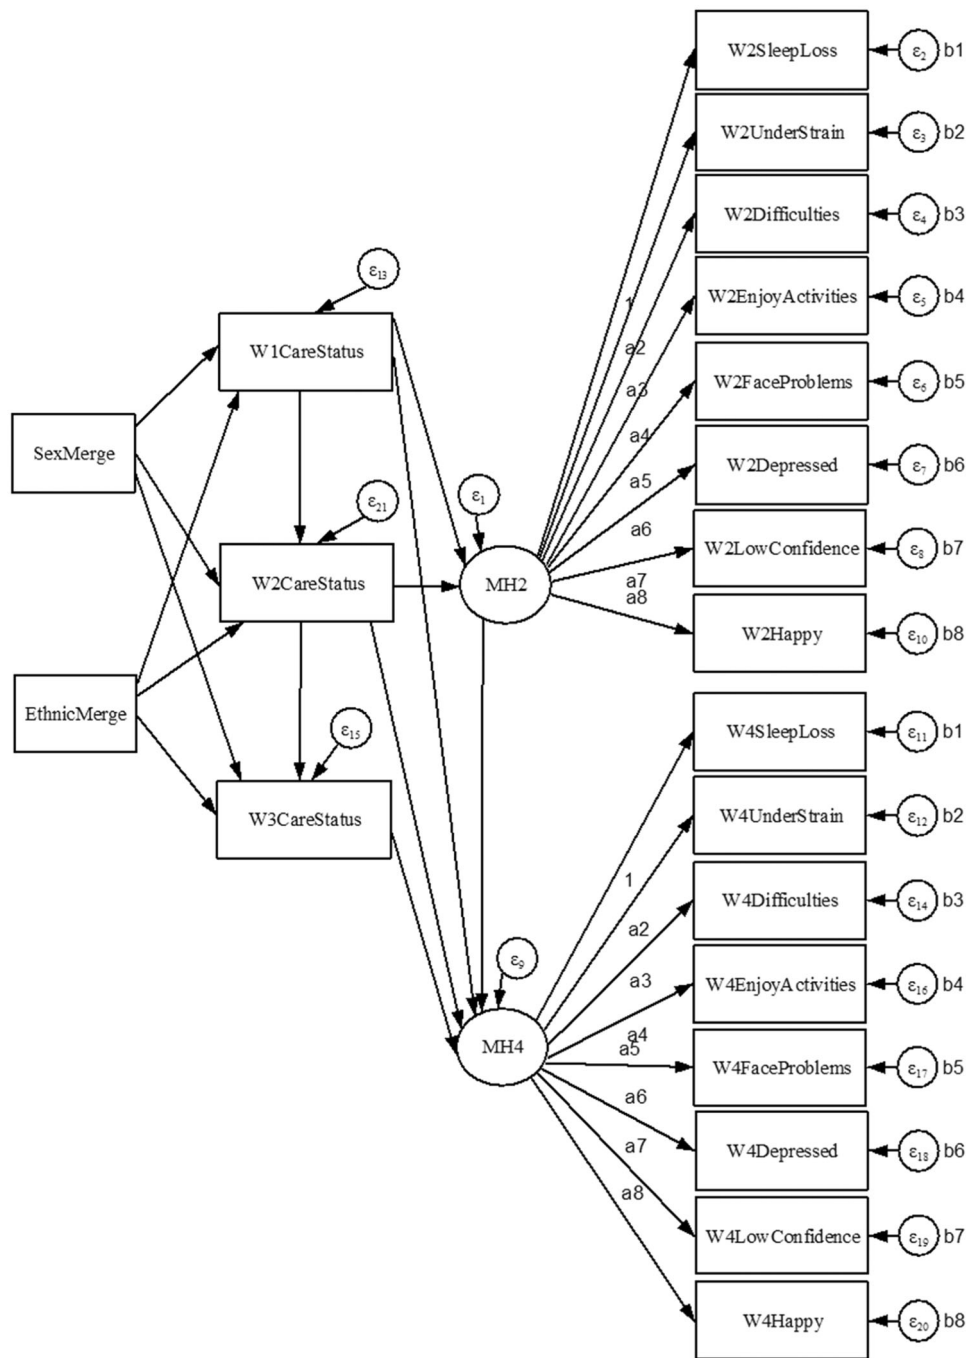 W2SleepLoss ε2 b1
W2UnderStrain ε3 b2
W2Difficulties ε4 b3
W2EnjoyActivities ε5 b4
W2FaceProblems ε6 b5
W2Depressed ε7 b6
W2LowConfidence ε8 b7
W2Happy ε10 b8
1
a2
a3
a4
a5
a6
a7
a8
ε13
W1CareStatus
SexMerge
ε21
ε1
W2CareStatus
MH2
EthnicMerge
ε15
W3CareStatus
ε9
MH4
1
a2
a3
a4
a5
a6
a7
a8
W4SleepLoss ε11 b1
W4UnderStrain ε12 b2
W4Difficulties ε14 b3
W4EnjoyActivities ε16 b4
W4FaceProblems ε17 b5
W4Depressed ε18 b6
W4LowConfidence ε19 b7
W4Happy ε20 b8